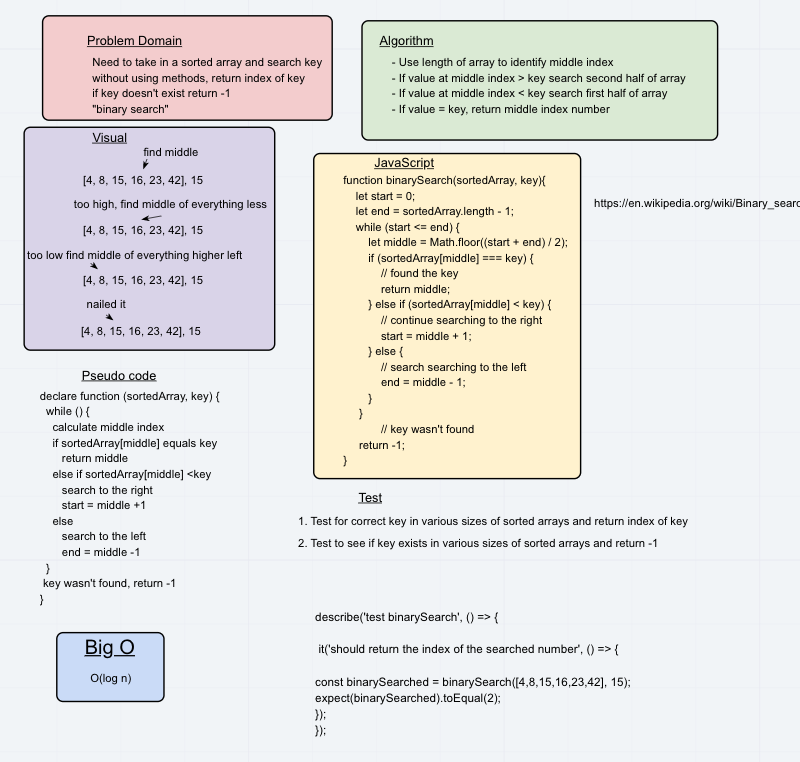 Problem Domain
Need to take in a sorted array and search key
without using methods, return index of key
if key doesn't exist return -1
"binary search"
Algorithm
- Use length of array to identify middle index
- If value at middle index > key search second half of array
- If value at middle index < key search first half of array
- If value = key, return middle index number
Visual
find middle
[4, 8, 15, 16, 23, 42], 15
too high, find middle of everything less
[4, 8, 15, 16, 23, 42], 15
too low find middle of everything higher left
[4, 8, 15, 16, 23, 42], 15
nailed it
[4, 8, 15, 16, 23, 42], 15
JavaScript
function binarySearch(sortedArray, key){
let start = 0;
let end = sortedArray.length - 1;
while (start <= end) {
let middle = Math.floor((start + end) / 2);
if (sortedArray[middle] === key) {
// found the key
return middle;
} else if (sortedArray[middle] < key) {
// continue searching to the right
start = middle + 1;
} else {
// search searching to the left
end = middle - 1;
}
}
// key wasn't found
return -1;
}
https://en.wikipedia.org/wiki/Binary_searc
Pseudo code
declare function (sortedArray, key) {
while () {
calculate middle index
if sortedArray[middle] equals key
return middle
else if sortedArray[middle] <key
search to the right
start = middle +1
else
search to the left
end = middle -1
}
key wasn't found, return -1
}
Test
1. Test for correct key in various sizes of sorted arrays and return index of key
2. Test to see if key exists in various sizes of sorted arrays and return -1
describe('test binarySearch', () => {
it('should return the index of the searched number', () => {
const binarySearched = binarySearch([4,8,15,16,23,42], 15);
expect(binarySearched).toEqual(2);
});
});
Big O
O(log n)